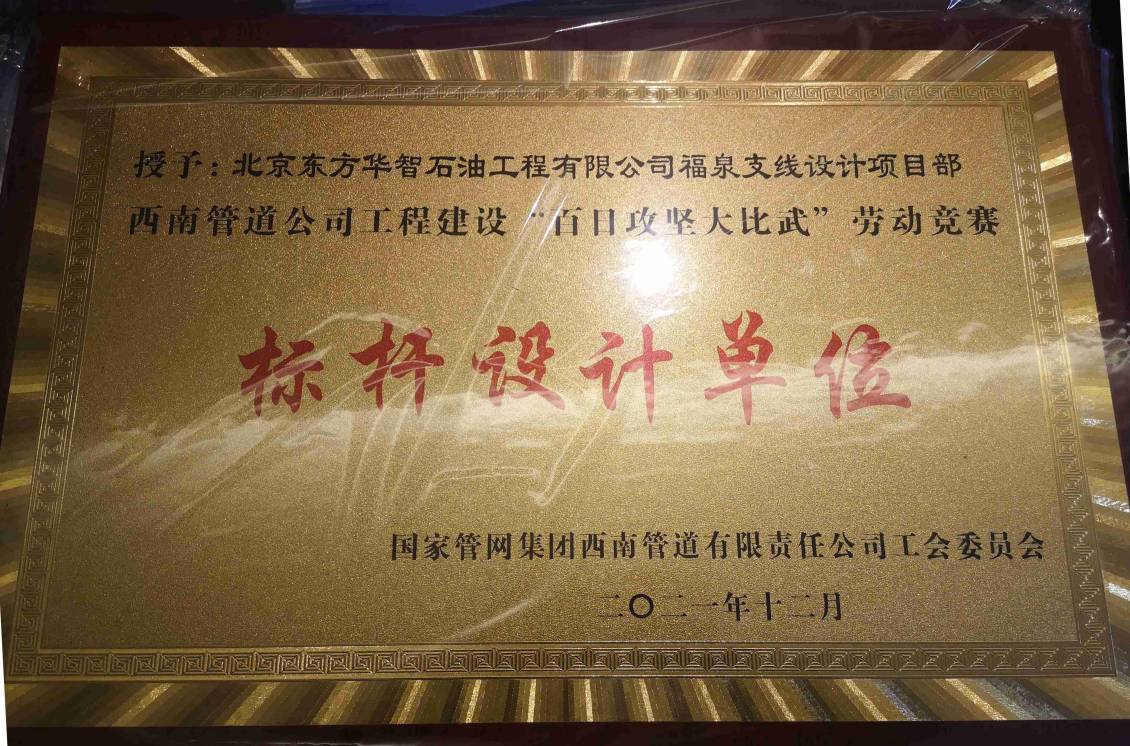 授予：北京东方华智石油工程有限公司福泉支线设计项目部
西南管道公司工程建设“百日攻坚大比武”劳动竞赛
标杆设计单位
国家管网集团西南管道有限责任公司工会委员会
二〇二一年十二月